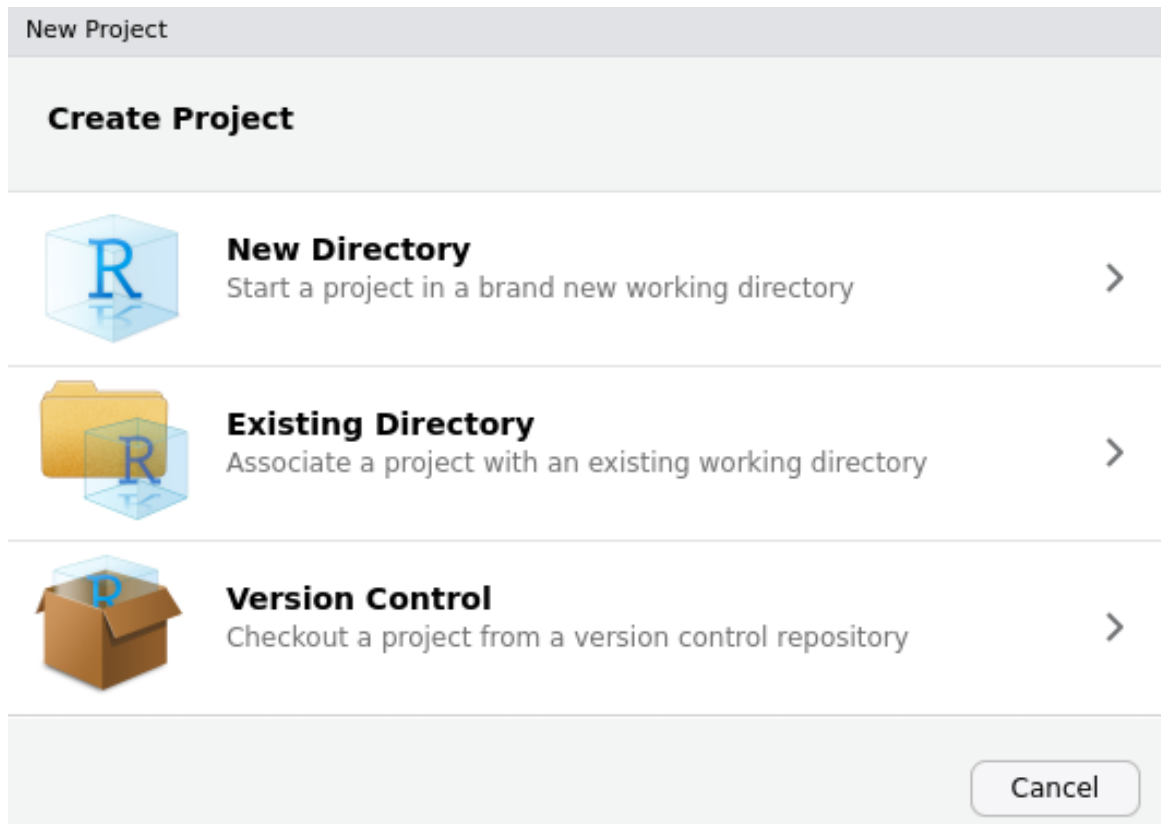 New Project
Create Project
New Directory
Start a project in a brand new working directory
Existing Directory
Associate a project with an existing working directory
Version Control
Checkout a project from a version control repository
Cancel